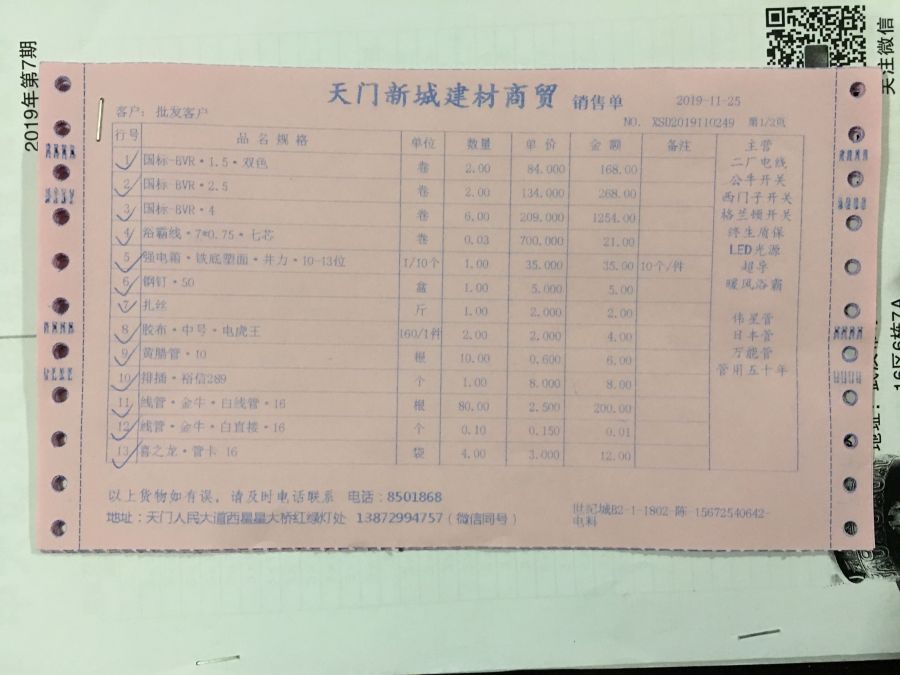 2019年第7期
关注微信
天门新城建材商贸 销售单 2019-11-25
客户: 批发客户 NO. XSD2019110249 第1/2页
行号 品名规格 单位 数量 单价 金额 备注 主营
1 国标-BVR·1.5·双色 卷 2.00 84.000 168.00
2 国标-BVR·2.5 卷 2.00 134.000 268.00
3 国标-BVR·4 卷 6.00 209.000 1254.00
4 浴霸线·7*0.75·七芯 卷 0.03 700.000 21.00
5 强电箱·铁底塑面·井力·10-13位 1/10个 1.00 35.000 35.00 10个/件
6 钢钉·50 盒 1.00 5.000 5.00
7 扎丝 斤 1.00 2.000 2.00
8 胶布·中号·电虎王 160/1件 2.00 2.000 4.00
9 黄腊管·10 根 10.00 0.600 6.00
10 排插·裕信289 个 1.00 8.000 8.00
11 线管·金牛·白线管·16 根 80.00 2.500 200.00
12 线管·金牛·白直接·16 个 0.10 0.150 0.01
13 喜之龙·管卡 16 袋 4.00 3.000 12.00
二厂电线
公牛开关
西门子开关
格兰顿开关
终生质保
LED光源
超孚
暖风浴霸
伟星管
日丰管
万能管
管用五十年
以上货物如有误，请及时电话联系 电话：8501868
地址：天门人民大道西星星大桥红绿灯处 13872994757（微信同号）
世纪城B2-1-1802-陈-15672540642-
电料
16区6栋7A
地址：